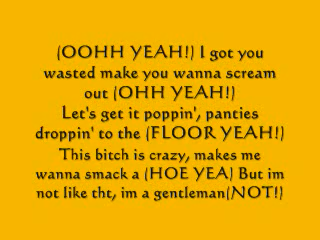 (OOHH YEAH!) I got you
wasted make you wanna scream
out (OHH YEAH!)
Let's get it poppin', panties
droppin' to the (FLOOR YEAH!)
This bitch is crazy, makes me
wanna smack a (HOE YEA) But im
not like tht, im a gentleman(NOT!)